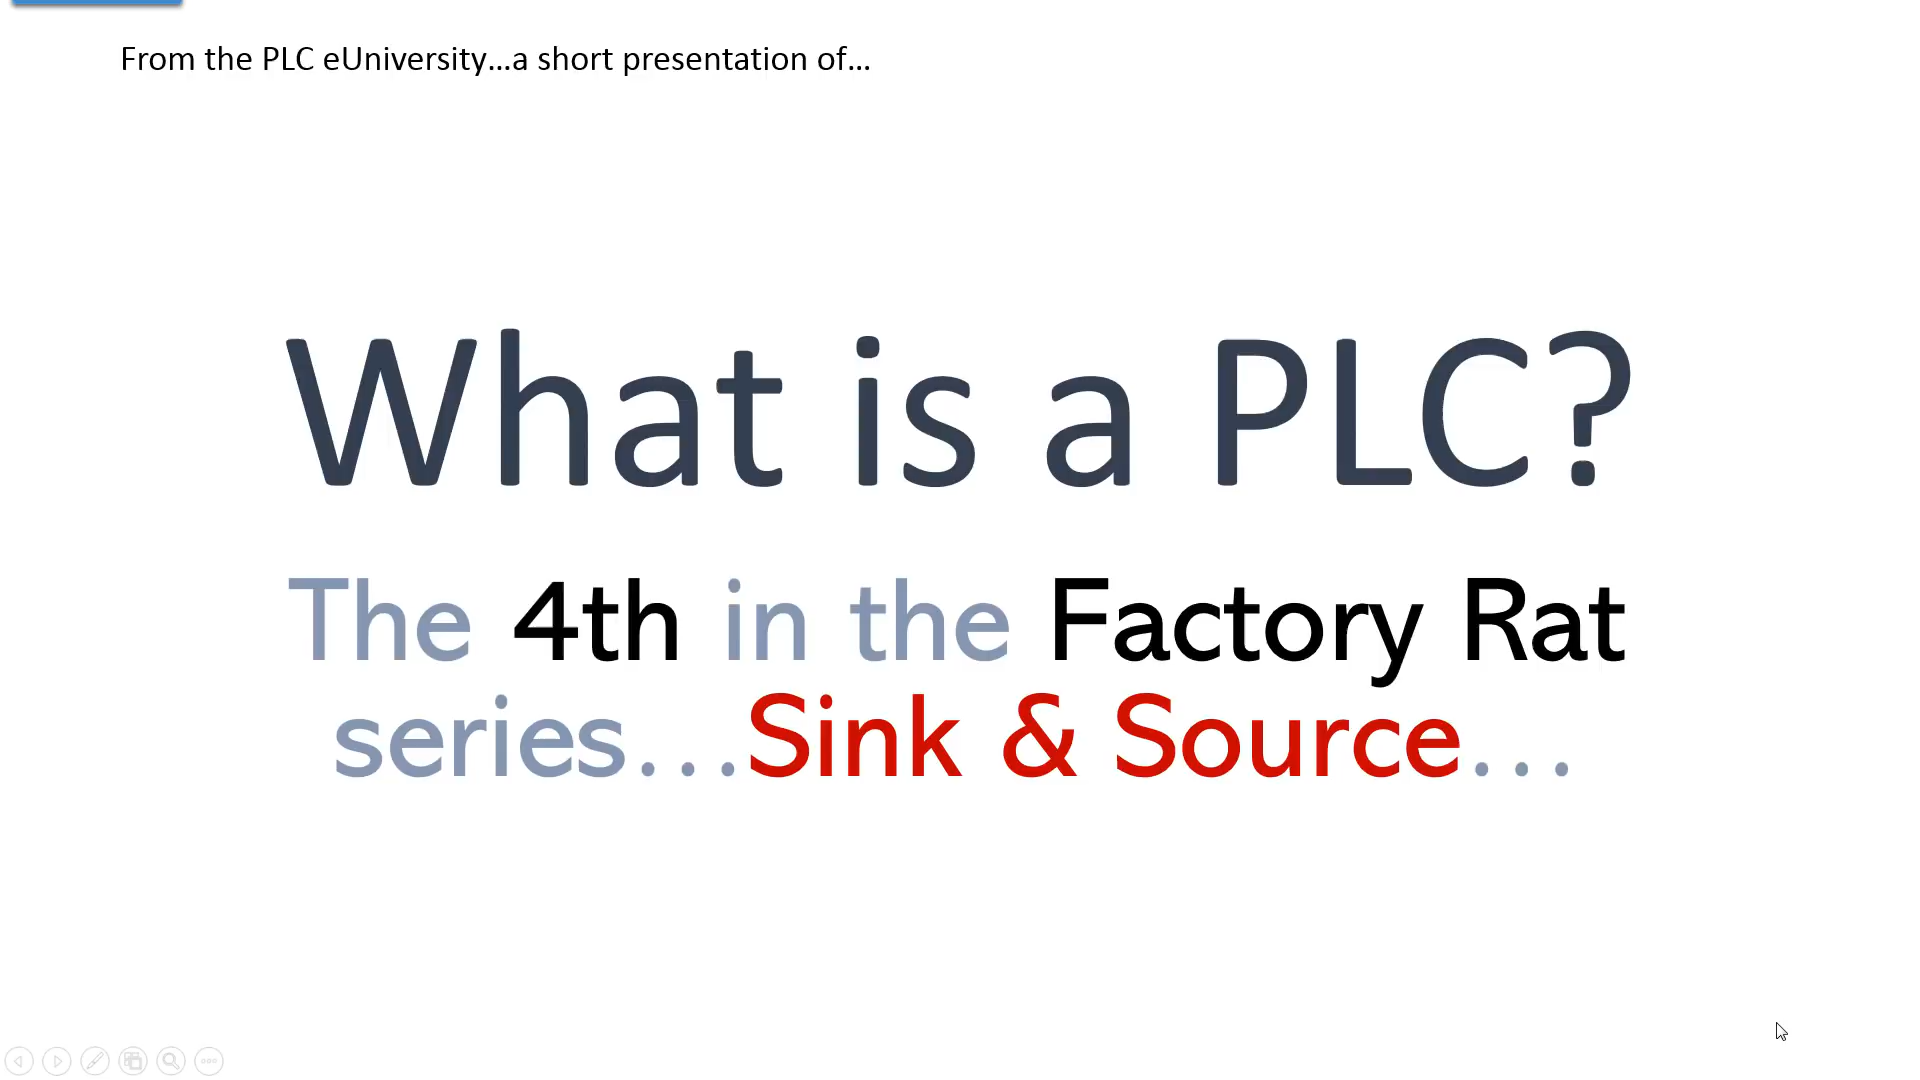 From the PLC eUniversity...a short presentation of...
What is a PLC?
The 4th in the Factory Rat
series...Sink & Source...